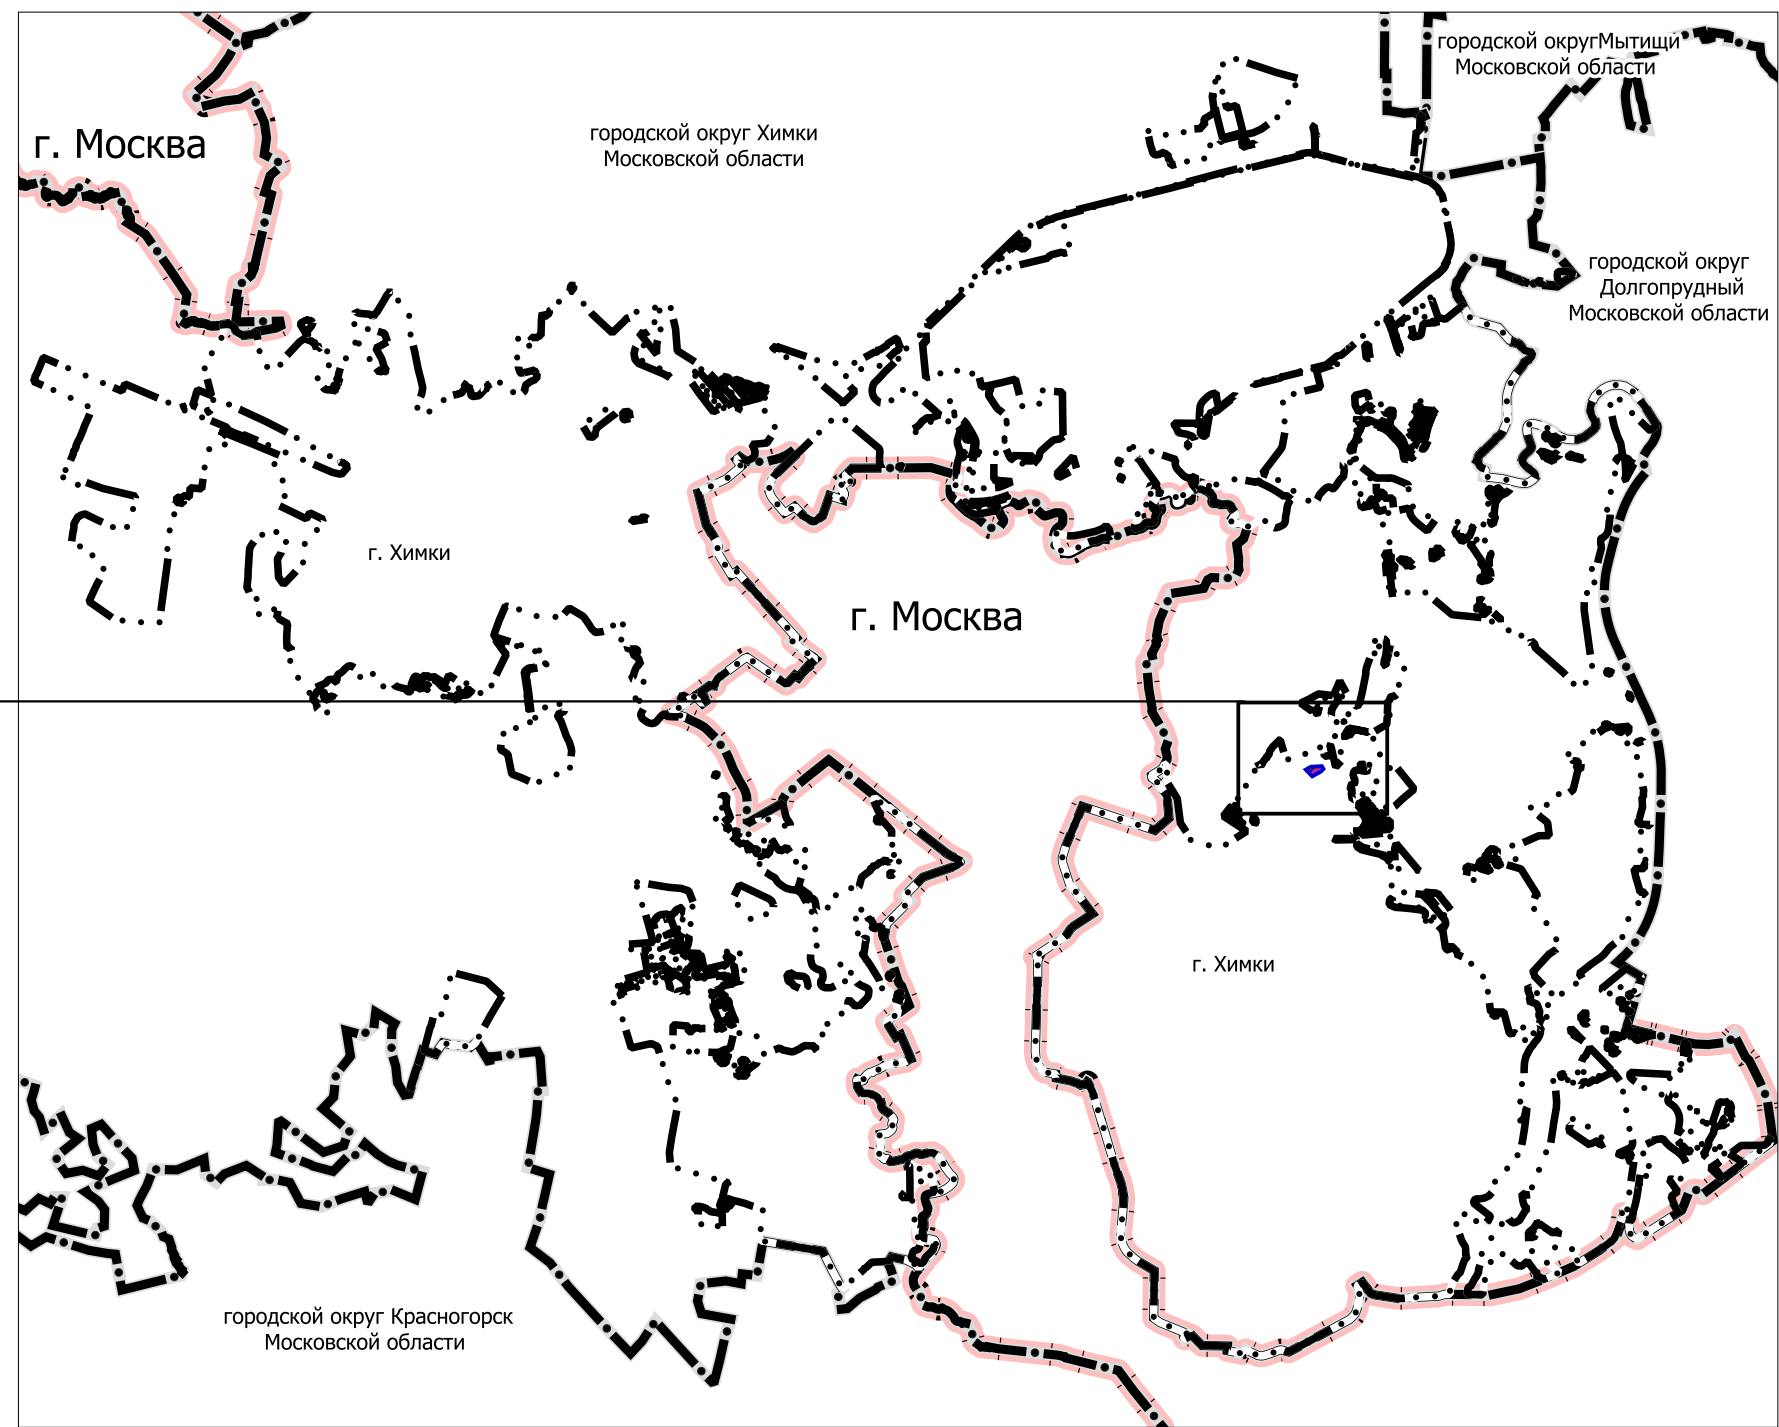 городской округМытищи
Московской области
г. Москва
городской округ Химки
Московской области
городской округ
Долгопрудный
Московской области
г. Химки
г. Москва
г. Химки
городской округ Красногорск
Московской области